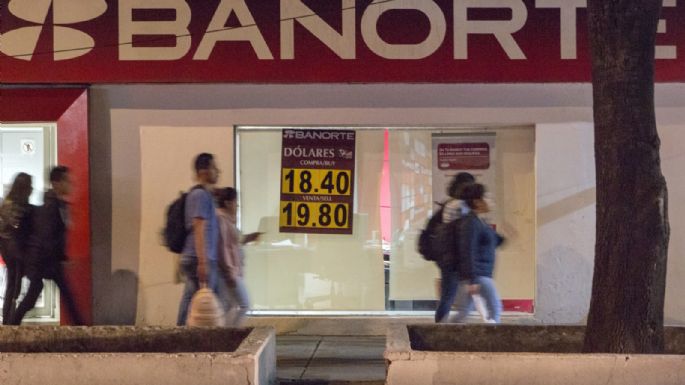 BANORTE
BANORTE
DÓLARES
COMPRA/BUY
18.40
VENTA/SELL
19.80